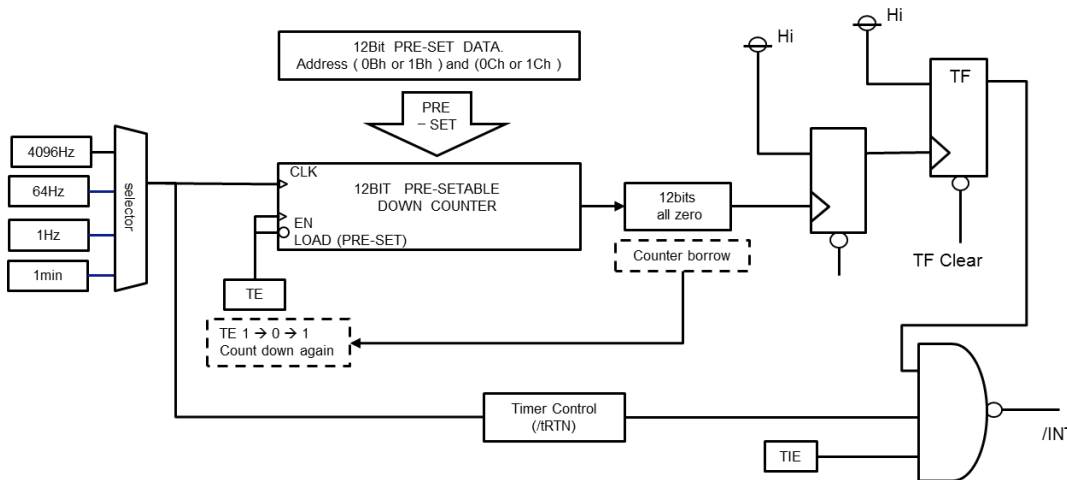 12Bit PRE-SET DATA.
Address ( 0Bh or 1Bh ) and (0Ch or 1Ch )
PRE
－SET
Hi
Hi
TF
4096Hz
64Hz
1Hz
1min
selector
CLK
12BIT PRE-SETABLE
DOWN COUNTER
EN
LOAD (PRE-SET)
12bits
all zero
Counter borrow
TE
TE 1 → 0 → 1
Count down again
TF Clear
Timer Control
(/tRTN)
TIE
/INT